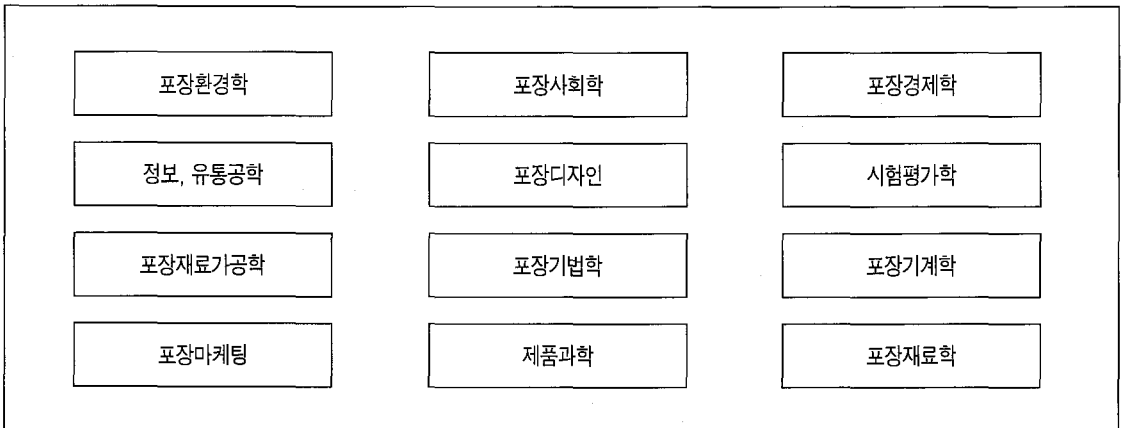 포장환경학 포장사회학 포장경제학
정보, 유통공학 포장디자인 시험평가학
포장재료가공학 포장기법학 포장기계학
포장마케팅 제품과학 포장재료학